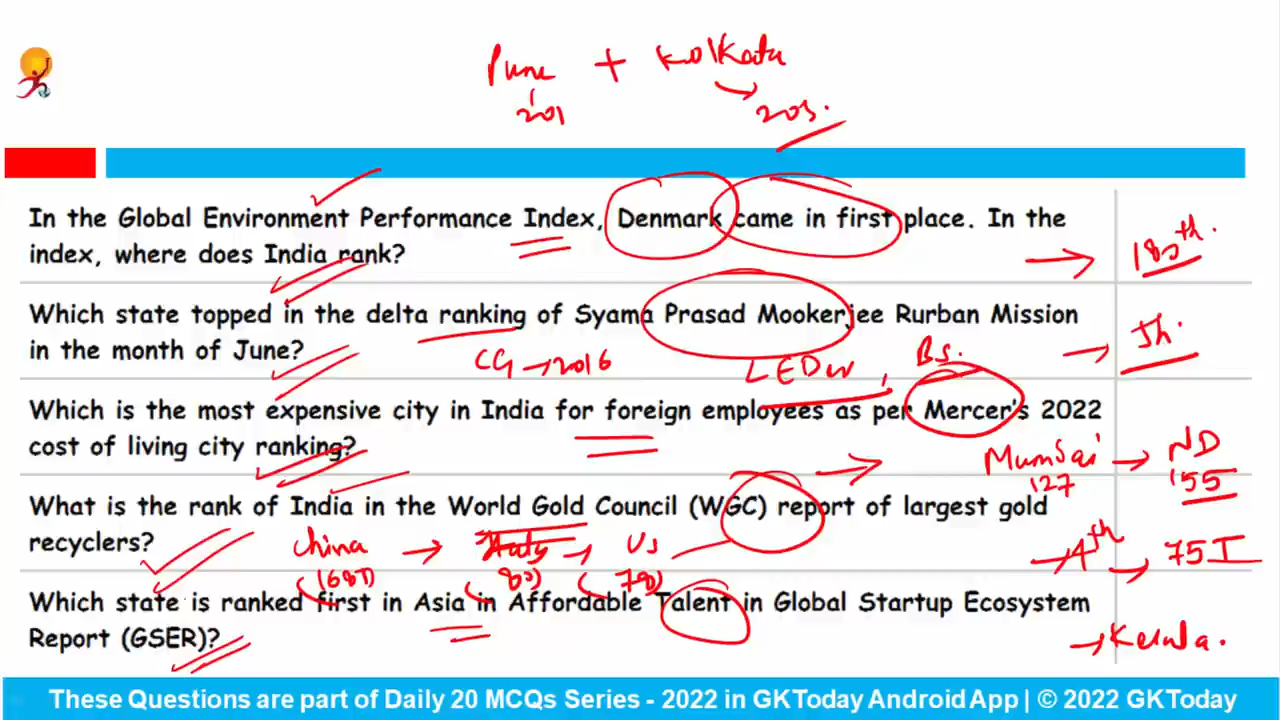 Pune + Kolkata
201 203.
In the Global Environment Performance Index, Denmark came in first place. In the
index, where does India rank?
180th.
Which state topped in the delta ranking of Syama Prasad Mookerjee Rurban Mission
in the month of June?
Jh.
CG → 2016
Bs.
Which is the most expensive city in India for foreign employees as per Mercer's 2022
cost of living city ranking?
Mumbai → ND
127 155
What is the rank of India in the World Gold Council (WGC) report of largest gold
recyclers?
China → Italy → US
→ 4th → 75T
(168T) (80) (78)
Which state is ranked first in Asia in Affordable Talent in Global Startup Ecosystem
Report (GSER)?
→ Kerala.
These Questions are part of Daily 20 MCQs Series - 2022 in GKToday Android App | © 2022 GKToday